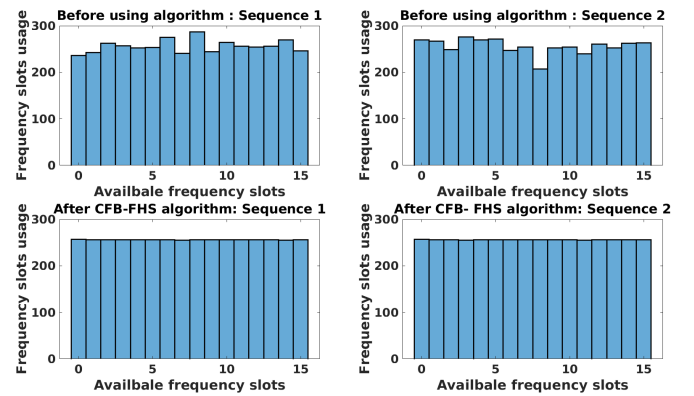 Before using algorithm : Sequence 1
Frequency slots usage
300
200
100
0
0 5 10 15
Availbale frequency slots
Before using algorithm : Sequence 2
Frequency slots usage
300
200
100
0
0 5 10 15
Availbale frequency slots
After CFB-FHS algorithm: Sequence 1
Frequency slots usage
300
200
100
0
0 5 10 15
Availbale frequency slots
After CFB- FHS algorithm: Sequence 2
Frequency slots usage
300
200
100
0
0 5 10 15
Availbale frequency slots